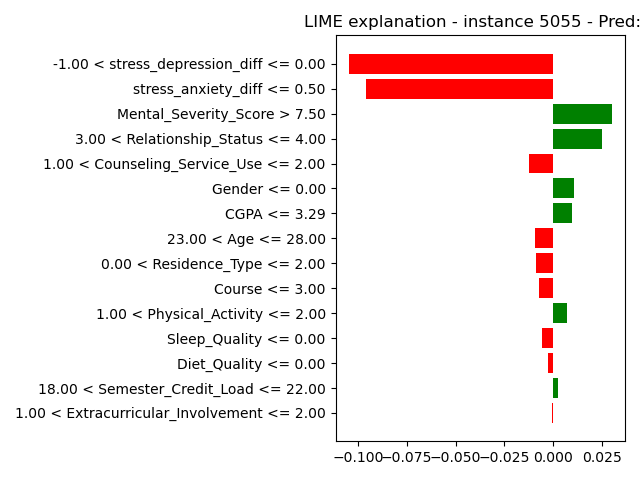 LIME explanation - instance 5055 - Pred:
-1.00 < stress_depression_diff <= 0.00
stress_anxiety_diff <= 0.50
Mental_Severity_Score > 7.50
3.00 < Relationship_Status <= 4.00
1.00 < Counseling_Service_Use <= 2.00
Gender <= 0.00
CGPA <= 3.29
23.00 < Age <= 28.00
0.00 < Residence_Type <= 2.00
Course <= 3.00
1.00 < Physical_Activity <= 2.00
Sleep_Quality <= 0.00
Diet_Quality <= 0.00
18.00 < Semester_Credit_Load <= 22.00
1.00 < Extracurricular_Involvement <= 2.00
−0.100 −0.075 −0.050 −0.025 0.000 0.025